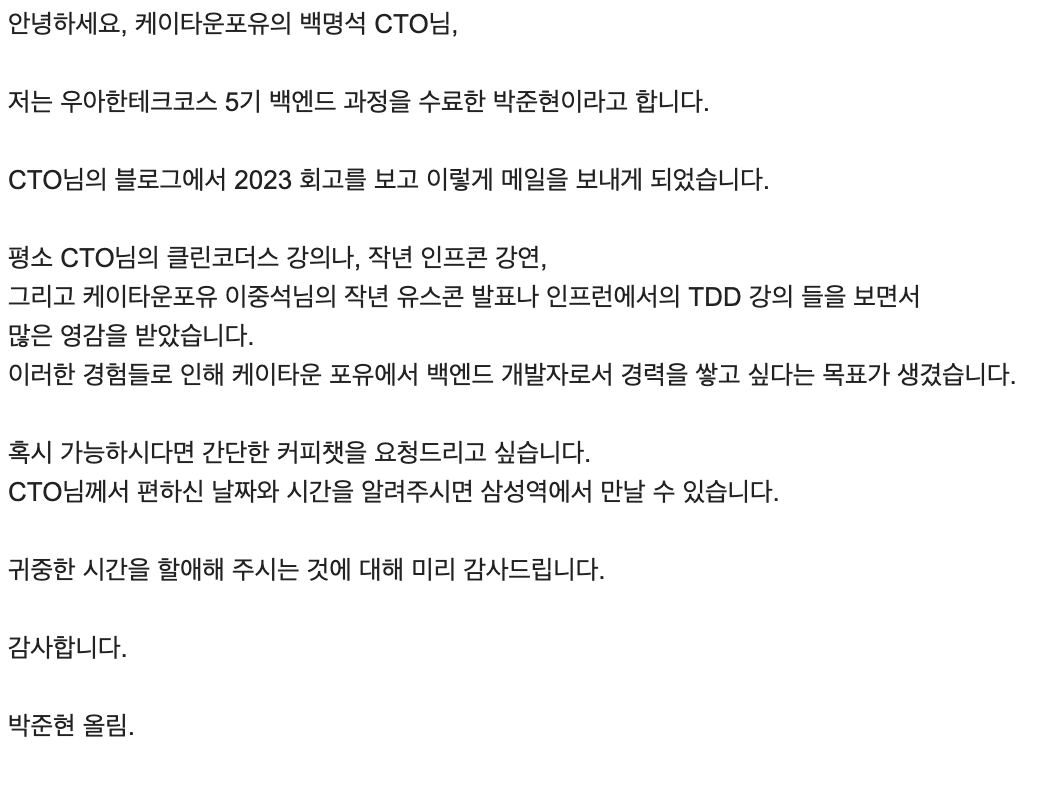 안녕하세요, 케이타운포유의 백명석 CTO님,
저는 우아한테크코스 5기 백엔드 과정을 수료한 박준현이라고 합니다.
CTO님의 블로그에서 2023 회고를 보고 이렇게 메일을 보내게 되었습니다.
평소 CTO님의 클린코더스 강의나, 작년 인프콘 강연,
그리고 케이타운포유 이중석님의 작년 유스콘 발표나 인프런에서의 TDD 강의 들을 보면서
많은 영감을 받았습니다.
이러한 경험들로 인해 케이타운 포유에서 백엔드 개발자로서 경력을 쌓고 싶다는 목표가 생겼습니다.
혹시 가능하시다면 간단한 커피챗을 요청드리고 싶습니다.
CTO님께서 편하신 날짜와 시간을 알려주시면 삼성역에서 만날 수 있습니다.
귀중한 시간을 할애해 주시는 것에 대해 미리 감사드립니다.
감사합니다.
박준현 올림.